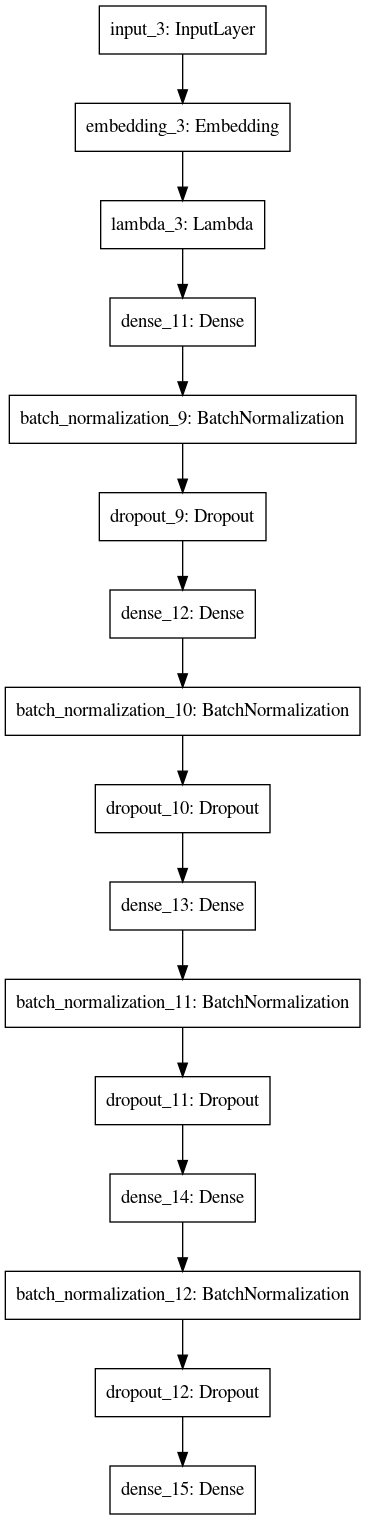 input_3: InputLayer
embedding_3: Embedding
lambda_3: Lambda
dense_11: Dense
batch_normalization_9: BatchNormalization
dropout_9: Dropout
dense_12: Dense
batch_normalization_10: BatchNormalization
dropout_10: Dropout
dense_13: Dense
batch_normalization_11: BatchNormalization
dropout_11: Dropout
dense_14: Dense
batch_normalization_12: BatchNormalization
dropout_12: Dropout
dense_15: Dense